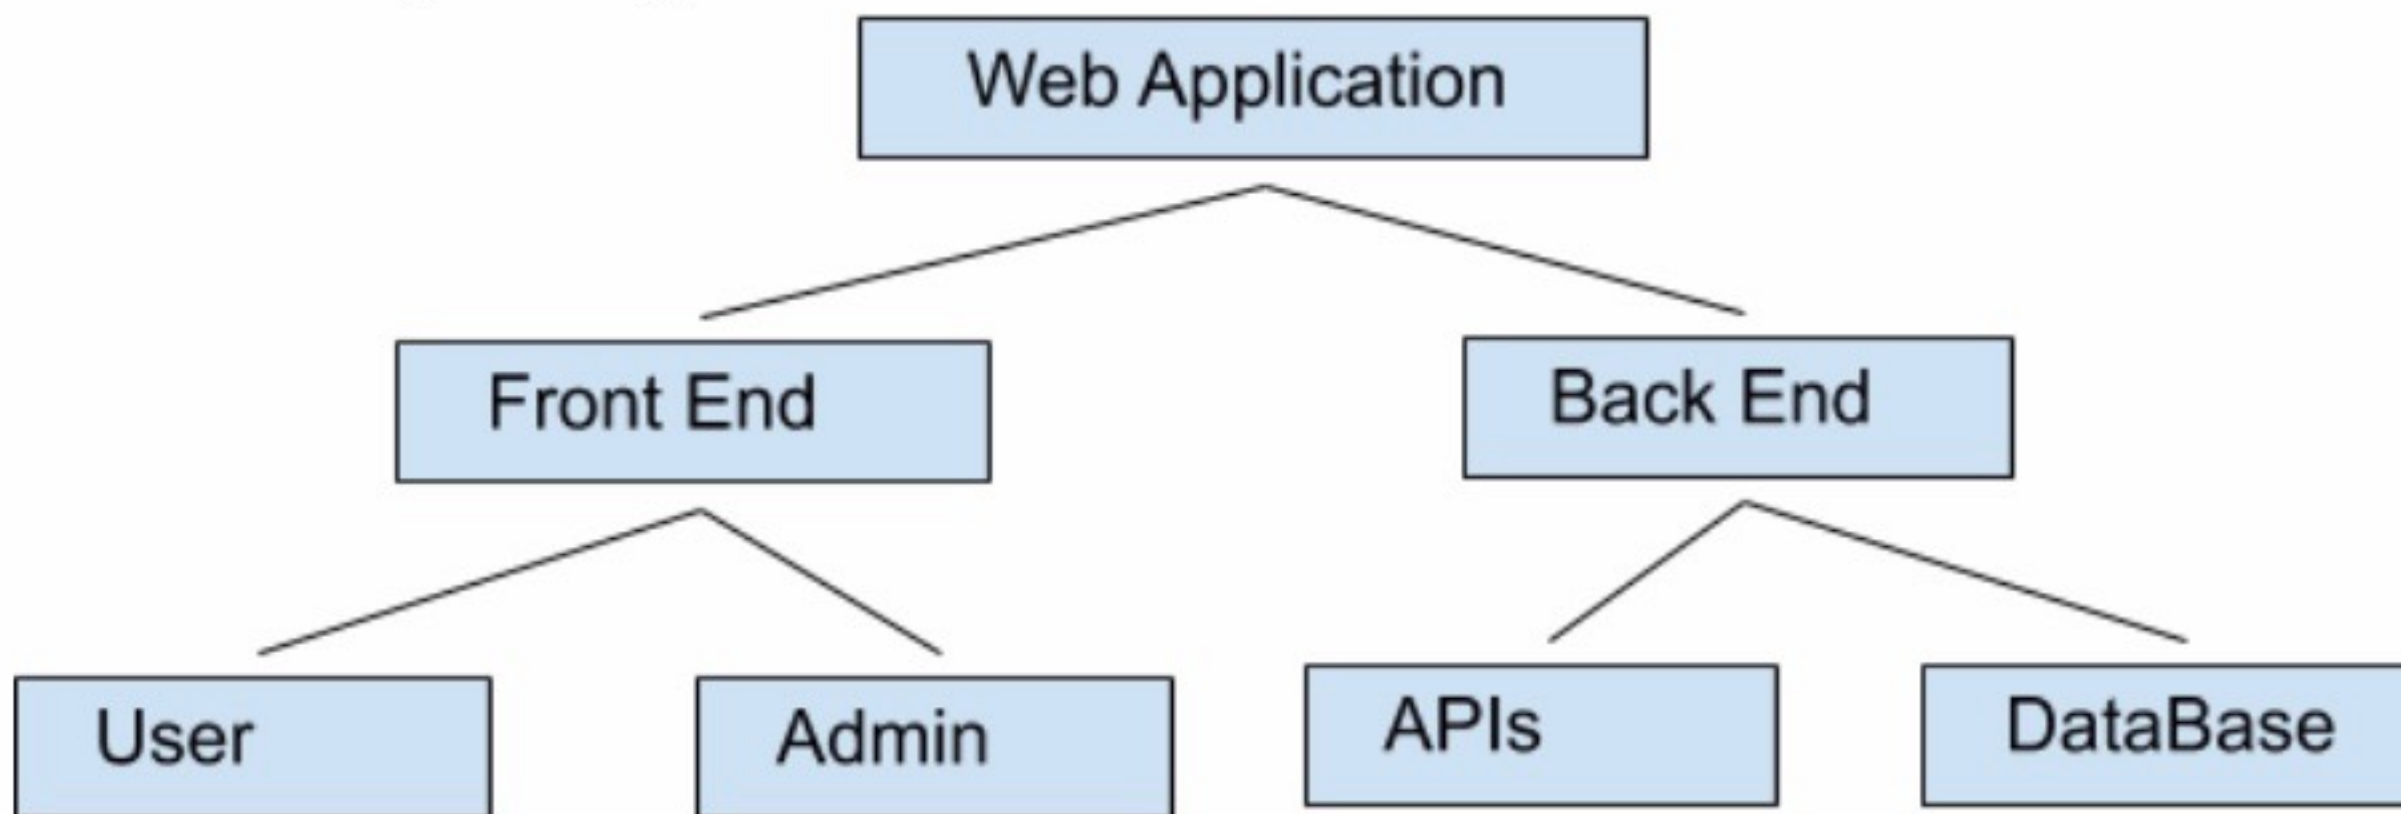 Web Application
Front End
Back End
User
Admin
APIs
DataBase